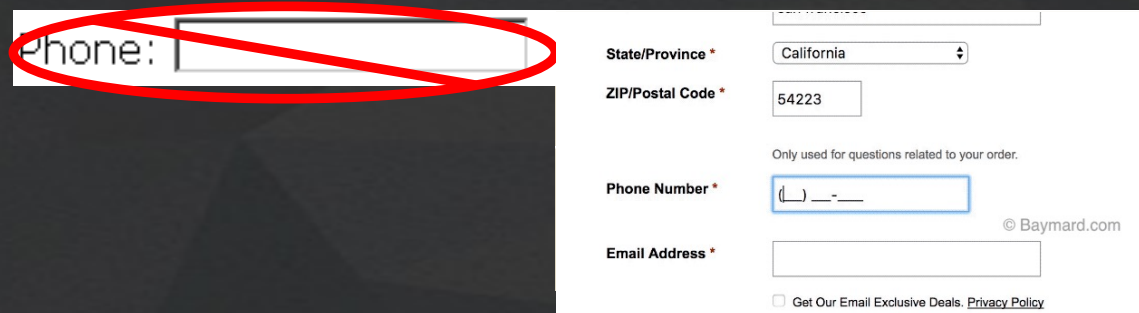 Phone:
State/Province *
California
ZIP/Postal Code *
54223
Only used for questions related to your order.
Phone Number *
(__) __-____
© Baymard.com
Email Address *
Get Our Email Exclusive Deals. Privacy Policy